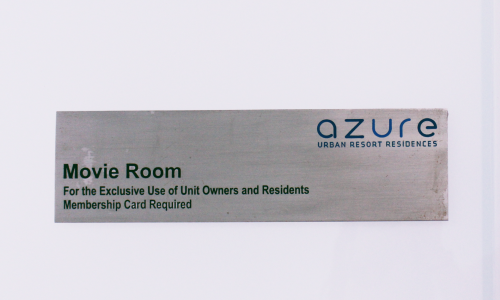 azure
URBAN RESORT RESIDENCES
Movie Room
For the Exclusive Use of Unit Owners and Residents
Membership Card Required